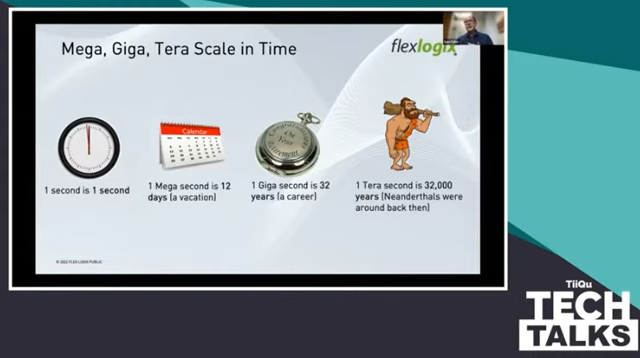 Mega, Giga, Tera Scale in Time
flexlogix
Calendar
1 second is 1 second
1 Mega second is 12
days (a vacation)
1 Giga second is 32
years (a career)
1 Tera second is 32,000
years (Neanderthals were
around back then)
© 2022 FLEX LOGIX PUBLIC
TiiQu
TECH
TALKS